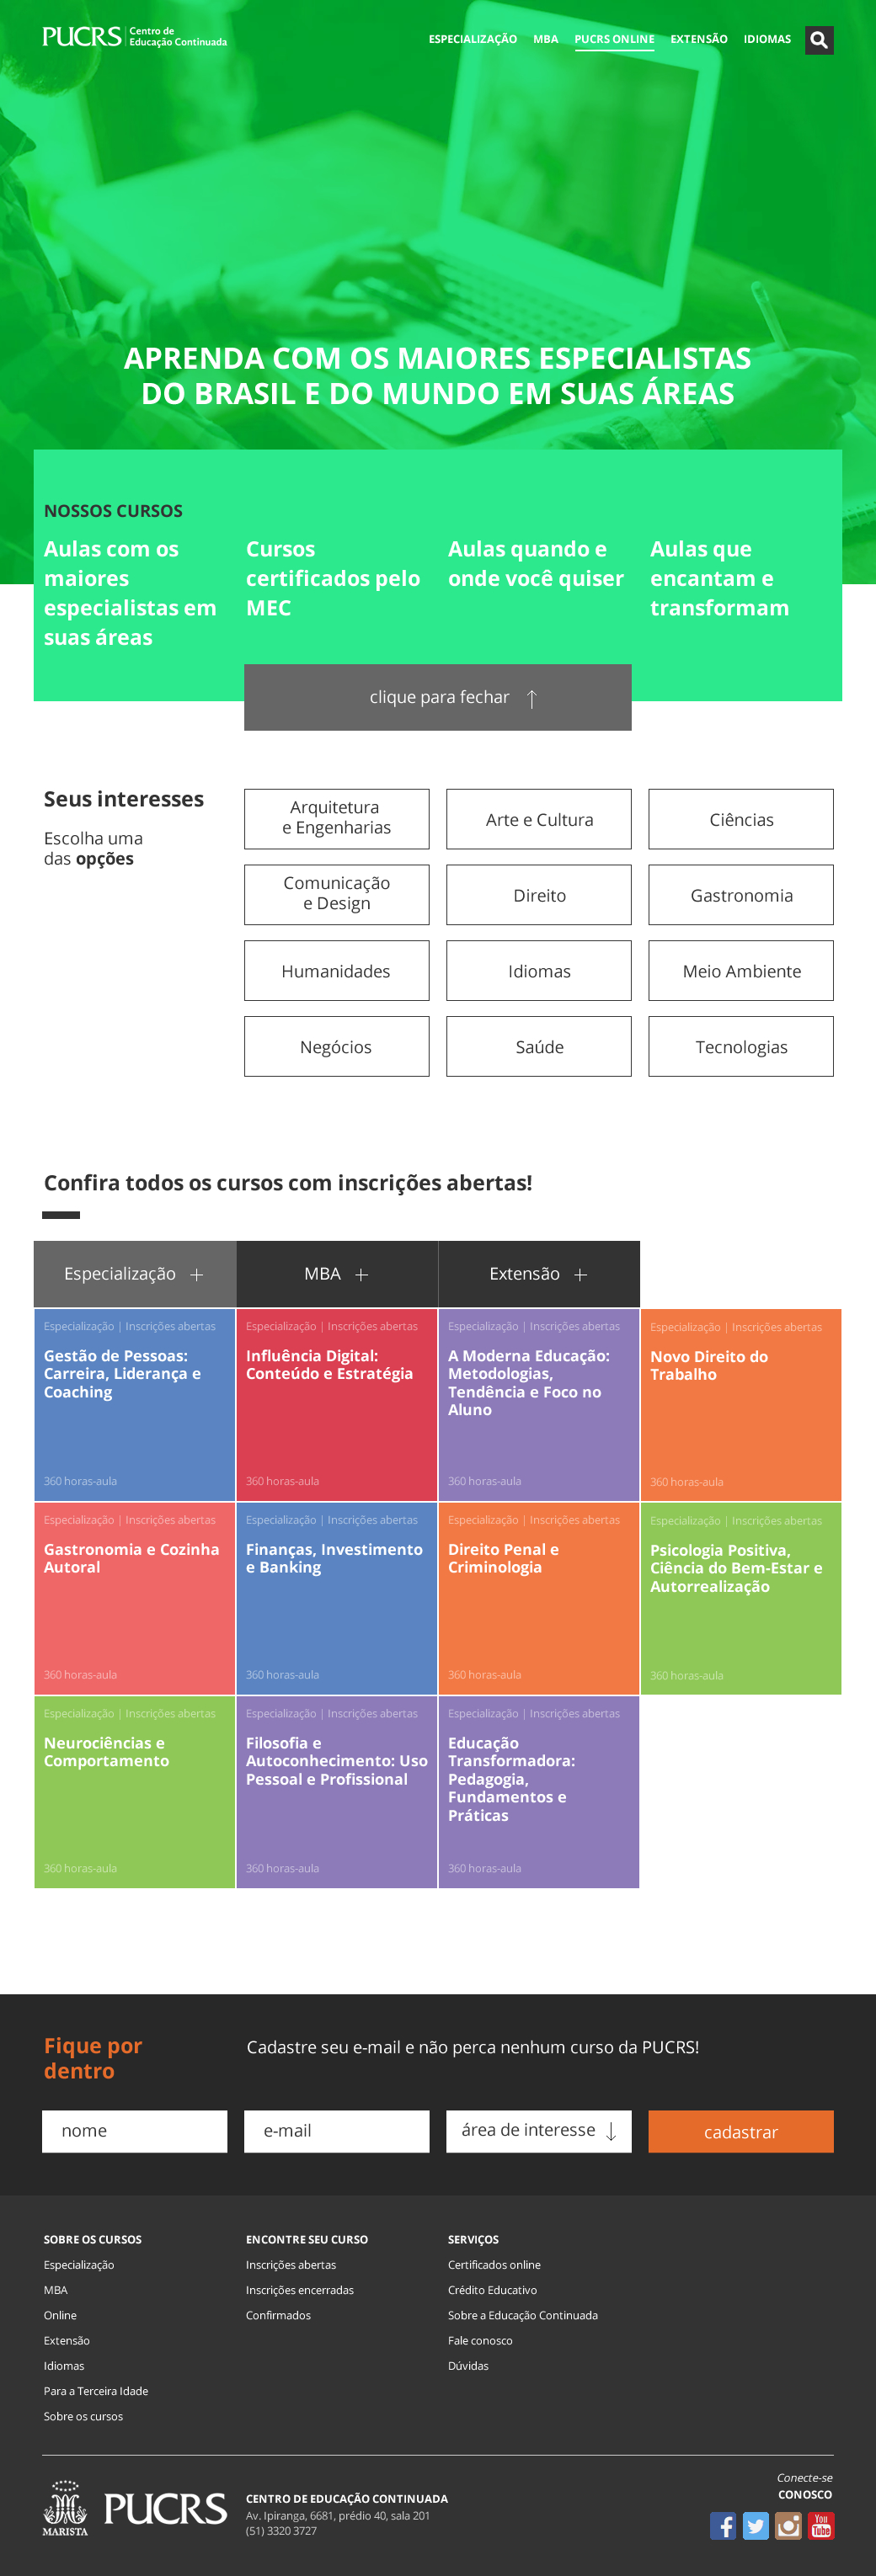 PUCRS Centro de
Educação Continuada
ESPECIALIZAÇÃO MBA PUCRS ONLINE EXTENSÃO IDIOMAS
APRENDA COM OS MAIORES ESPECIALISTAS
DO BRASIL E DO MUNDO EM SUAS ÁREAS
NOSSOS CURSOS
Aulas com os
maiores
especialistas em
suas áreas
Cursos
certificados pelo
MEC
Aulas quando e
onde você quiser
Aulas que
encantam e
transformam
clique para fechar ↑
Seus interesses
Escolha uma
das opções
Arquitetura
e Engenharias
Arte e Cultura
Ciências
Comunicação
e Design
Direito
Gastronomia
Humanidades
Idiomas
Meio Ambiente
Negócios
Saúde
Tecnologias
Confira todos os cursos com inscrições abertas!
Especialização +
MBA +
Extensão +
Especialização | Inscrições abertas
Gestão de Pessoas:
Carreira, Liderança e
Coaching
360 horas-aula
Especialização | Inscrições abertas
Influência Digital:
Conteúdo e Estratégia
360 horas-aula
Especialização | Inscrições abertas
A Moderna Educação:
Metodologias,
Tendência e Foco no
Aluno
360 horas-aula
Especialização | Inscrições abertas
Novo Direito do
Trabalho
360 horas-aula
Especialização | Inscrições abertas
Gastronomia e Cozinha
Autoral
360 horas-aula
Especialização | Inscrições abertas
Finanças, Investimento
e Banking
360 horas-aula
Especialização | Inscrições abertas
Direito Penal e
Criminologia
360 horas-aula
Especialização | Inscrições abertas
Psicologia Positiva,
Ciência do Bem-Estar e
Autorrealização
360 horas-aula
Especialização | Inscrições abertas
Neurociências e
Comportamento
360 horas-aula
Especialização | Inscrições abertas
Filosofia e
Autoconhecimento: Uso
Pessoal e Profissional
360 horas-aula
Especialização | Inscrições abertas
Educação
Transformadora:
Pedagogia,
Fundamentos e
Práticas
360 horas-aula
Fique por
dentro
Cadastre seu e-mail e não perca nenhum curso da PUCRS!
nome
e-mail
área de interesse ↓
cadastrar
SOBRE OS CURSOS
Especialização
MBA
Online
Extensão
Idiomas
Para a Terceira Idade
Sobre os cursos
ENCONTRE SEU CURSO
Inscrições abertas
Inscrições encerradas
Confirmados
SERVIÇOS
Certificados online
Crédito Educativo
Sobre a Educação Continuada
Fale conosco
Dúvidas
MARISTA
PUCRS
CENTRO DE EDUCAÇÃO CONTINUADA
Av. Ipiranga, 6681, prédio 40, sala 201
(51) 3320 3727
Conecte-se
CONOSCO
You
Tube